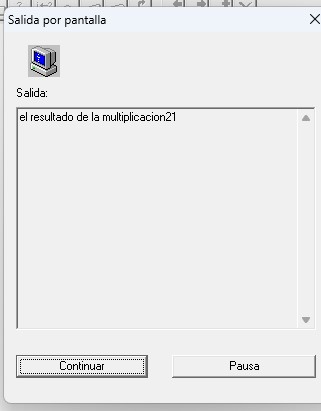 Salida por pantalla
Salida:
el resultado de la multiplicacion21
Continuar
Pausa